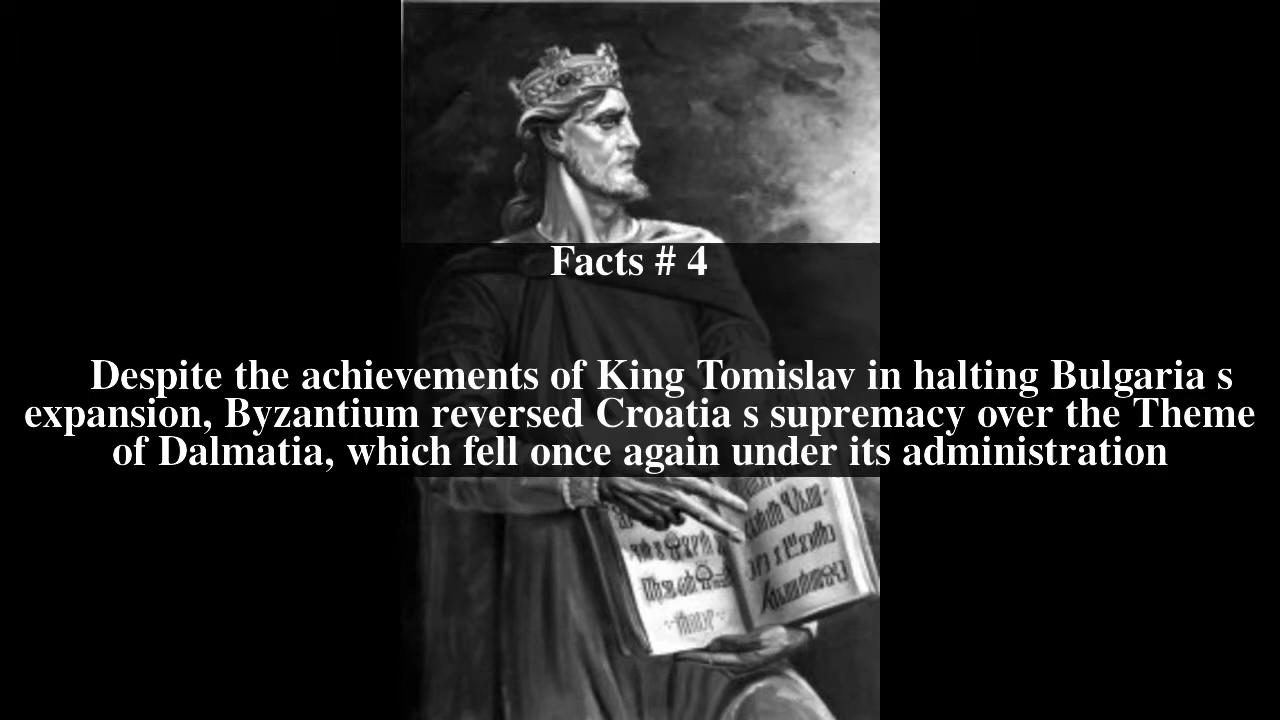 Facts # 4
Despite the achievements of King Tomislav in halting Bulgaria s
expansion, Byzantium reversed Croatia s supremacy over the Theme
of Dalmatia, which fell once again under its administration